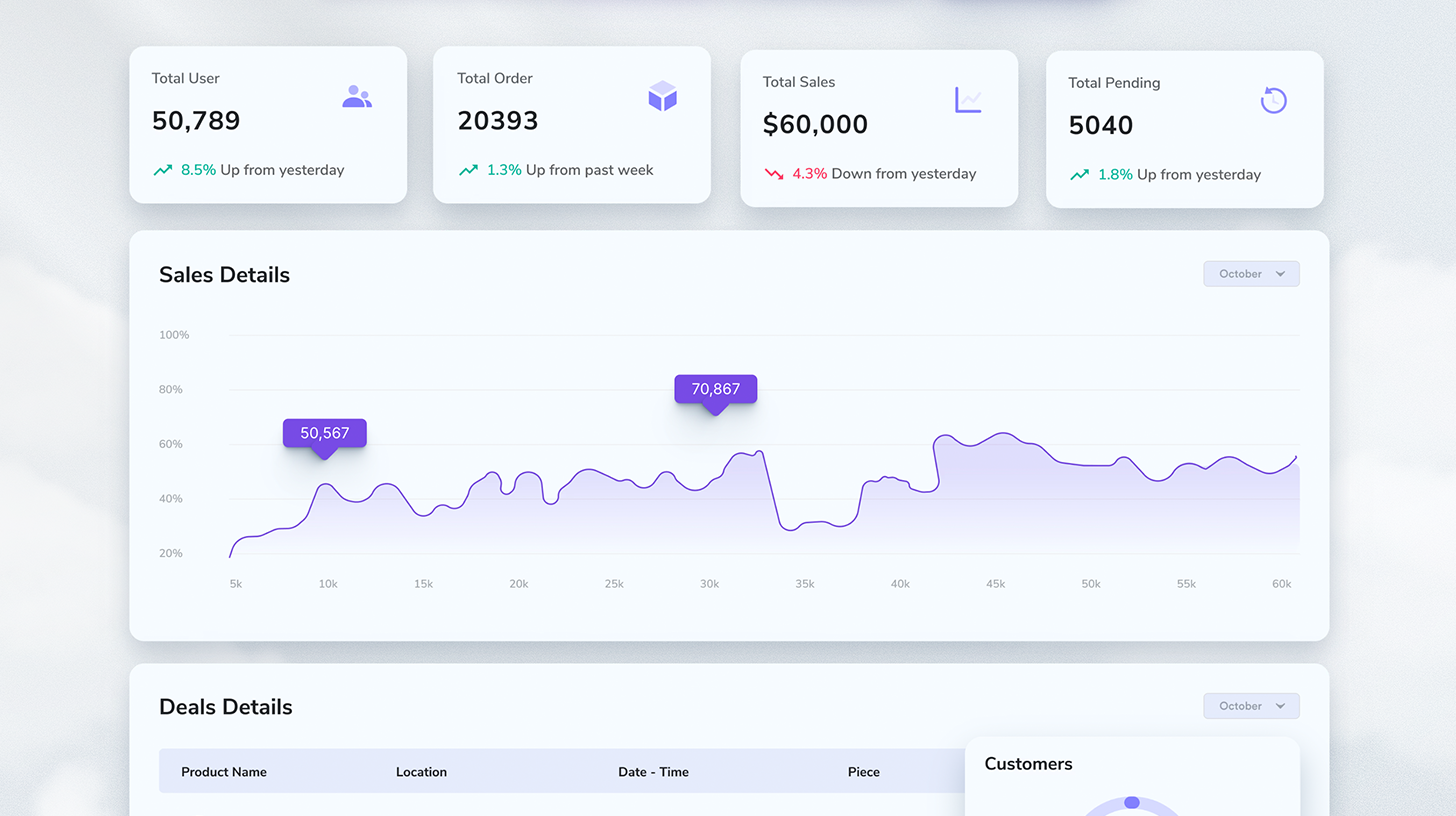 Total User
50,789
8.5% Up from yesterday
Total Order
20393
1.3% Up from past week
Total Sales
$60,000
4.3% Down from yesterday
Total Pending
5040
1.8% Up from yesterday
Sales Details
October
100%
80%
60%
40%
20%
50,567
70,867
5k 10k 15k 20k 25k 30k 35k 40k 45k 50k 55k 60k
Deals Details
October
Product Name Location Date - Time Piece
Customers